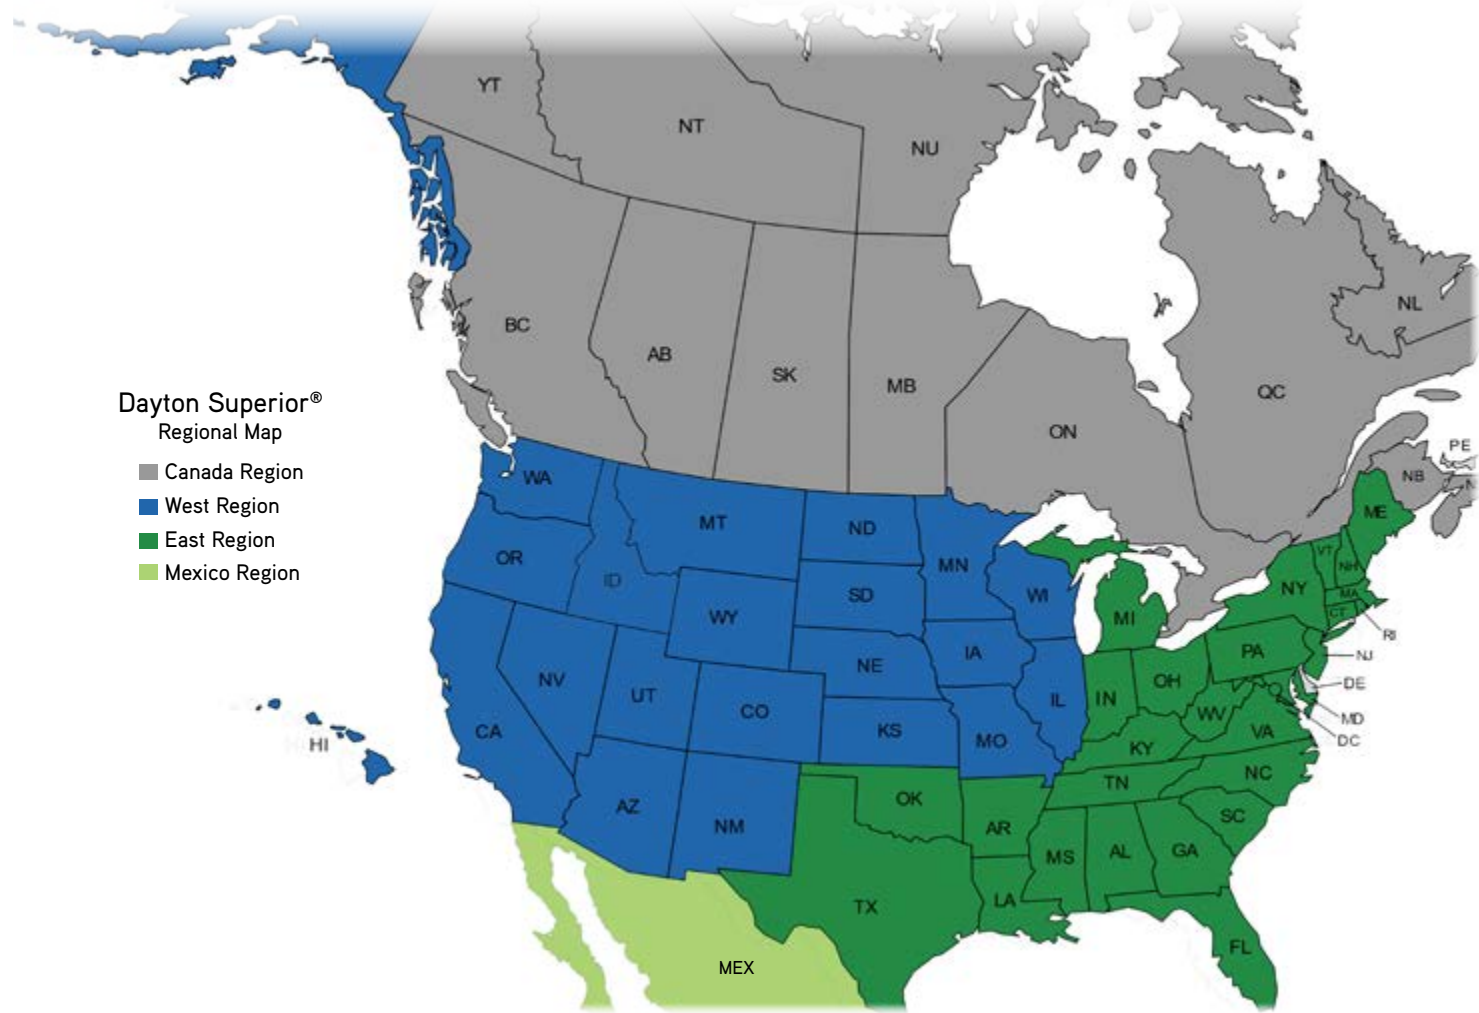 YT
NT
NU
BC
AB
SK
MB
ON
QC
NL
PE
NB
N
Dayton Superior®
Regional Map
Canada Region
West Region
East Region
Mexico Region
WA
MT
ND
MN
OR
ID
SD
WI
WY
MI
NY
VT
NH
ME
MA
CT
RI
IA
NE
PA
NJ
NV
UT
CO
IL
IN
OH
DE
WV
MD
HI
CA
KS
MO
KY
VA
DC
AZ
NM
OK
TN
NC
AR
SC
MS
AL
GA
TX
LA
FL
MEX